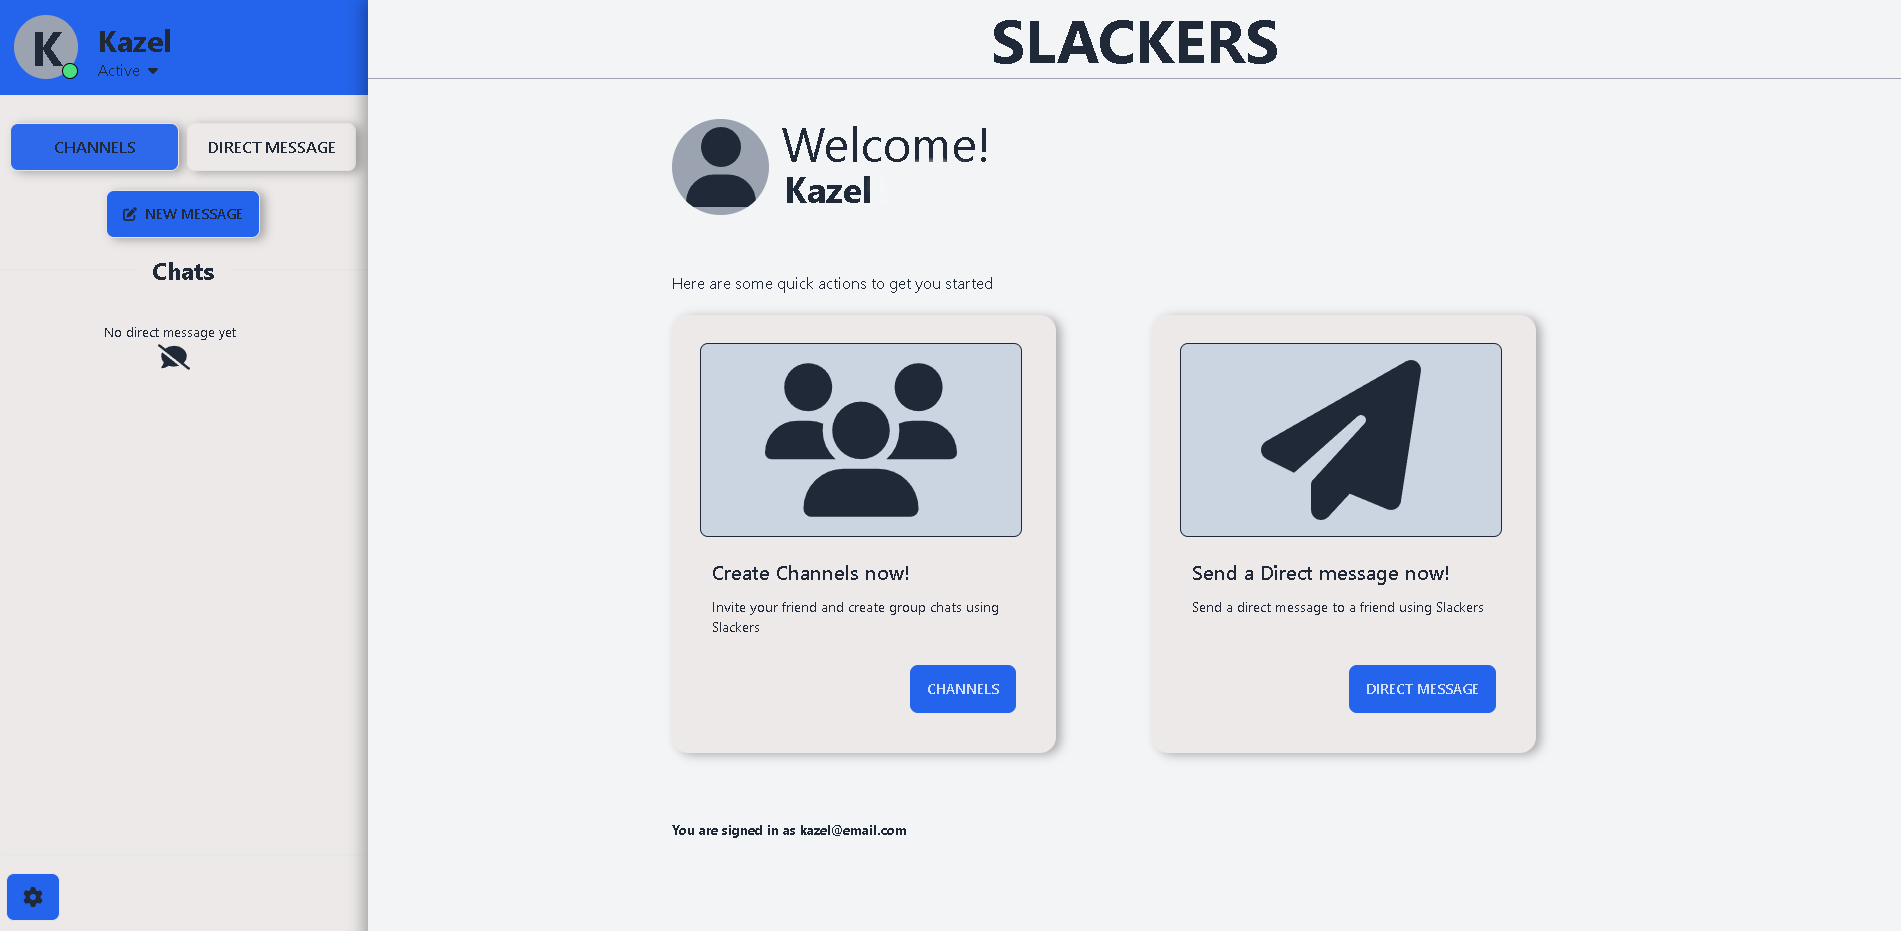 K
Kazel
Active
CHANNELS
DIRECT MESSAGE
NEW MESSAGE
Chats
No direct message yet
SLACKERS
Welcome!
Kazel
Here are some quick actions to get you started
Create Channels now!
Invite your friend and create group chats using
Slackers
CHANNELS
Send a Direct message now!
Send a direct message to a friend using Slackers
DIRECT MESSAGE
You are signed in as kazel@email.com